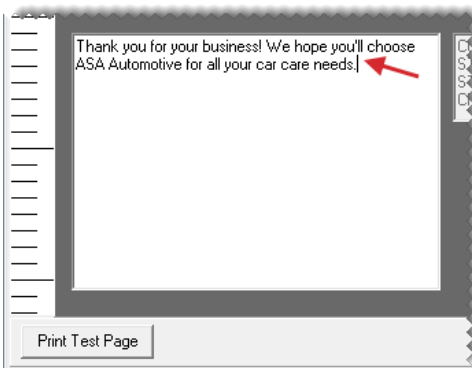 Thank you for your business! We hope you'll choose
ASA Automotive for all your car care needs.
Print Test Page